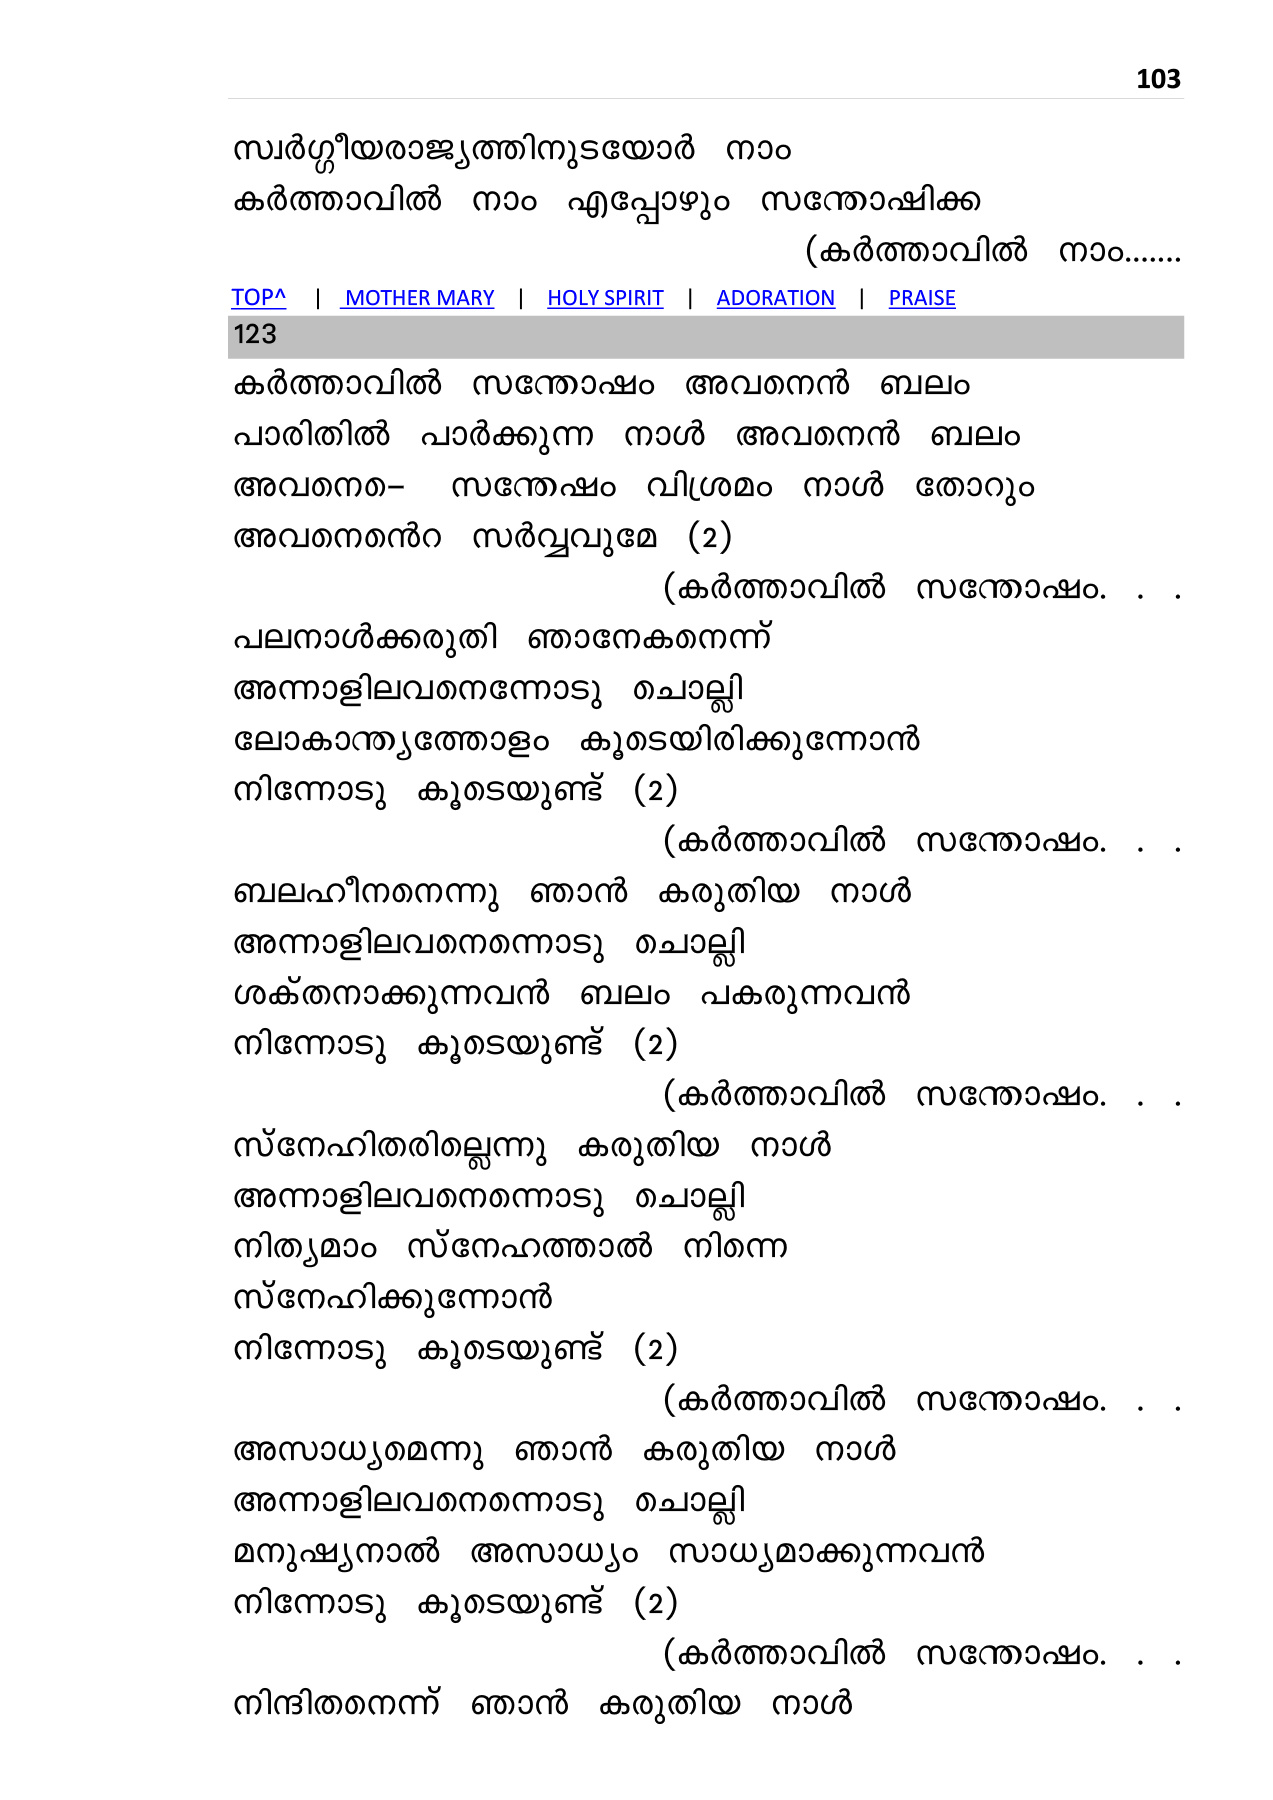 103
സ്വർഗ്ഗീയരാജ്യത്തിനുടയോർ നാം
കർത്താവിൽ നാം എപ്പോഴും സന്തോഷിക്ക
(കർത്താവിൽ നാം.......
TOP^ | MOTHER MARY | HOLY SPIRIT | ADORATION | PRAISE
123
കർത്താവിൽ സന്തോഷം അവനെൻ ബലം
പാരിതിൽ പാർക്കുന്ന നാൾ അവനെൻ ബലം
അവനെെ– സന്തേഷം വിശ്രമം നാൾ തോറും
അവനെൻെറ സർവ്വവുമേ (2)
(കർത്താവിൽ സന്തോഷം. . .
പലനാൾക്കരുതി ഞാനേകനെന്ന്
അന്നാളിലവനെന്നോടു ചൊല്ലി
ലോകാന്ത്യത്തോളം കൂടെയിരിക്കുന്നോൻ
നിന്നോടു കൂടെയുണ്ട് (2)
(കർത്താവിൽ സന്തോഷം. . .
ബലഹീനനെന്നു ഞാൻ കരുതിയ നാൾ
അന്നാളിലവനെന്നൊടു ചൊല്ലി
ശക്തനാക്കുന്നവൻ ബലം പകരുന്നവൻ
നിന്നോടു കൂടെയുണ്ട് (2)
(കർത്താവിൽ സന്തോഷം. . .
സ്നേഹിതരില്ലെന്നു കരുതിയ നാൾ
അന്നാളിലവനെന്നൊടു ചൊല്ലി
നിത്യമാം സ്നേഹത്താൽ നിന്നെ
സ്നേഹിക്കുന്നോൻ
നിന്നോടു കൂടെയുണ്ട് (2)
(കർത്താവിൽ സന്തോഷം. . .
അസാധ്യമെന്നു ഞാൻ കരുതിയ നാൾ
അന്നാളിലവനെന്നൊടു ചൊല്ലി
മനുഷ്യനാൽ അസാധ്യം സാധ്യമാക്കുന്നവൻ
നിന്നോടു കൂടെയുണ്ട് (2)
(കർത്താവിൽ സന്തോഷം. . .
നിന്ദിതനെന്ന് ഞാൻ കരുതിയ നാൾ